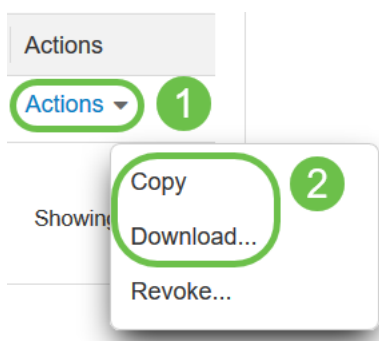 Actions
Actions 1
Copy 2
Showing
Download...
Revoke...